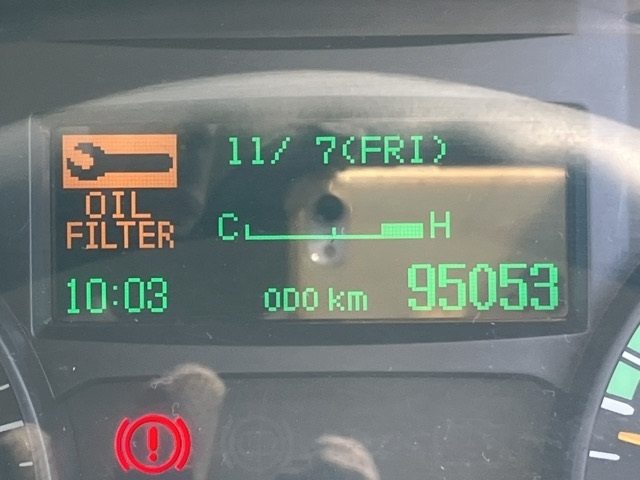 11/ 7(FRI)
OIL
FILTER
C H
10:03 ODO km 95053